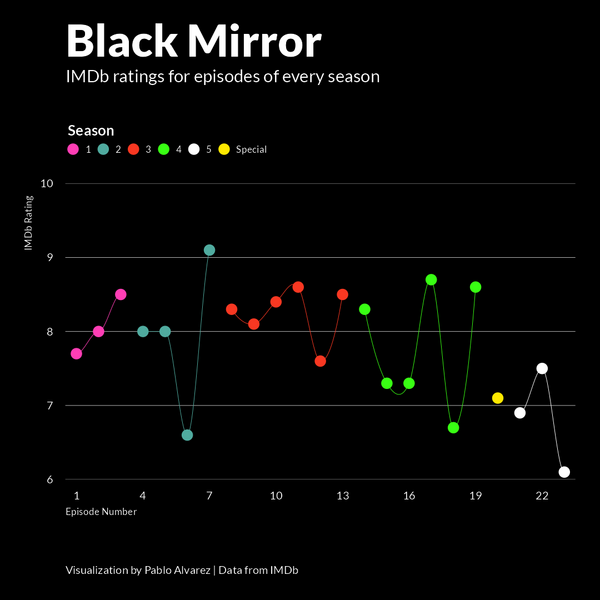 Black Mirror
IMDb ratings for episodes of every season
Season
1 2 3 4 5 Special
IMDb Rating
10
9
8
7
6
1 4 7 10 13 16 19 22
Episode Number
Visualization by Pablo Alvarez | Data from IMDb